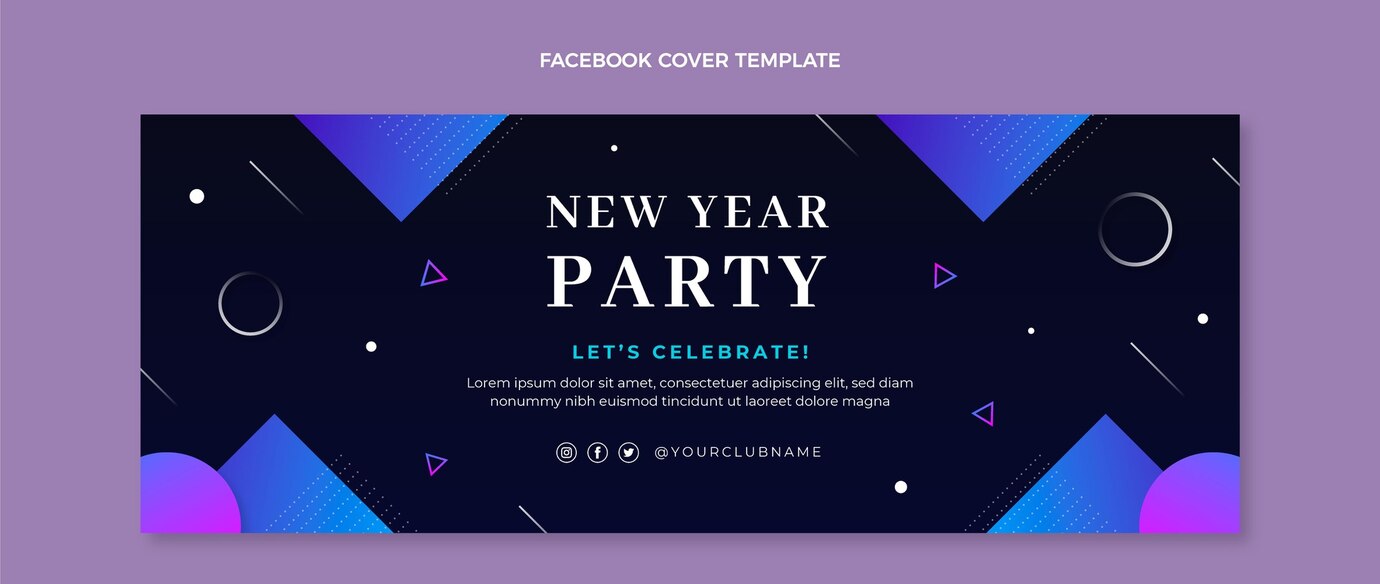 FACEBOOK COVER TEMPLATE
NEW YEAR
PARTY
LET’S CELEBRATE!
Lorem ipsum dolor sit amet, consectetuer adipiscing elit, sed diam
nonummy nibh euismod tincidunt ut laoreet dolore magna
@YOURCLUBNAME